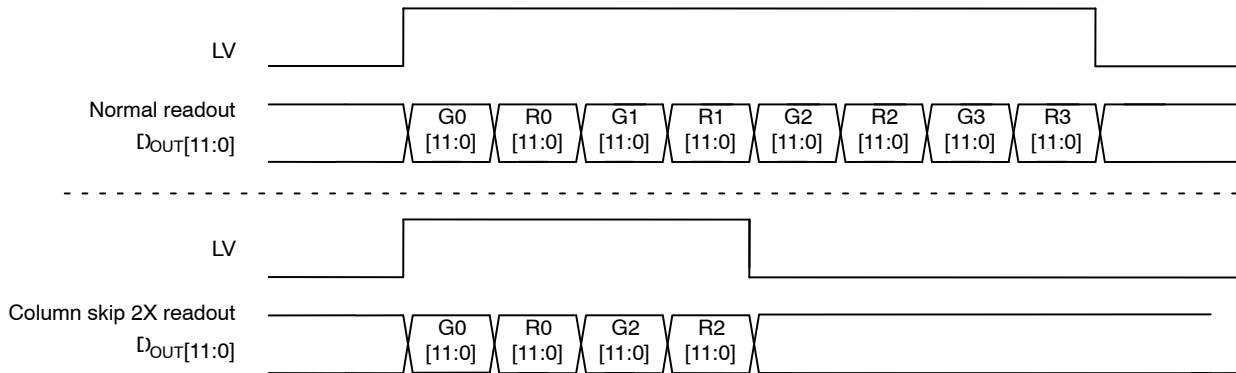 LV
Normal readout
DOUT[11:0]
G0 R0 G1 R1 G2 R2 G3 R3
[11:0] [11:0] [11:0] [11:0] [11:0] [11:0] [11:0] [11:0]
LV
Column skip 2X readout
DOUT[11:0]
G0 R0 G2 R2
[11:0] [11:0] [11:0] [11:0]